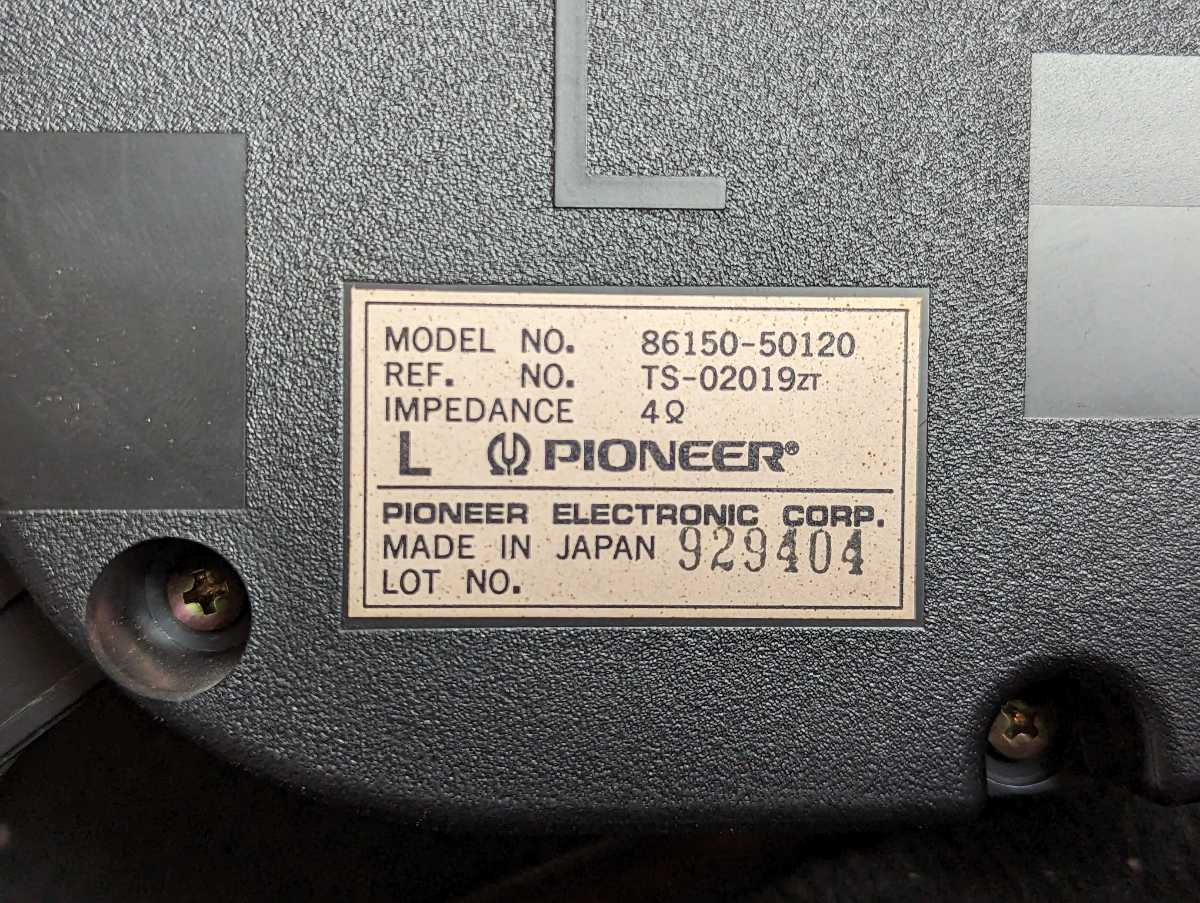 L
MODEL NO. 86150-50120
REF. NO. TS-02019ZT
IMPEDANCE 4Ω
L PIONEER®
PIONEER ELECTRONIC CORP.
MADE IN JAPAN 929404
LOT NO.